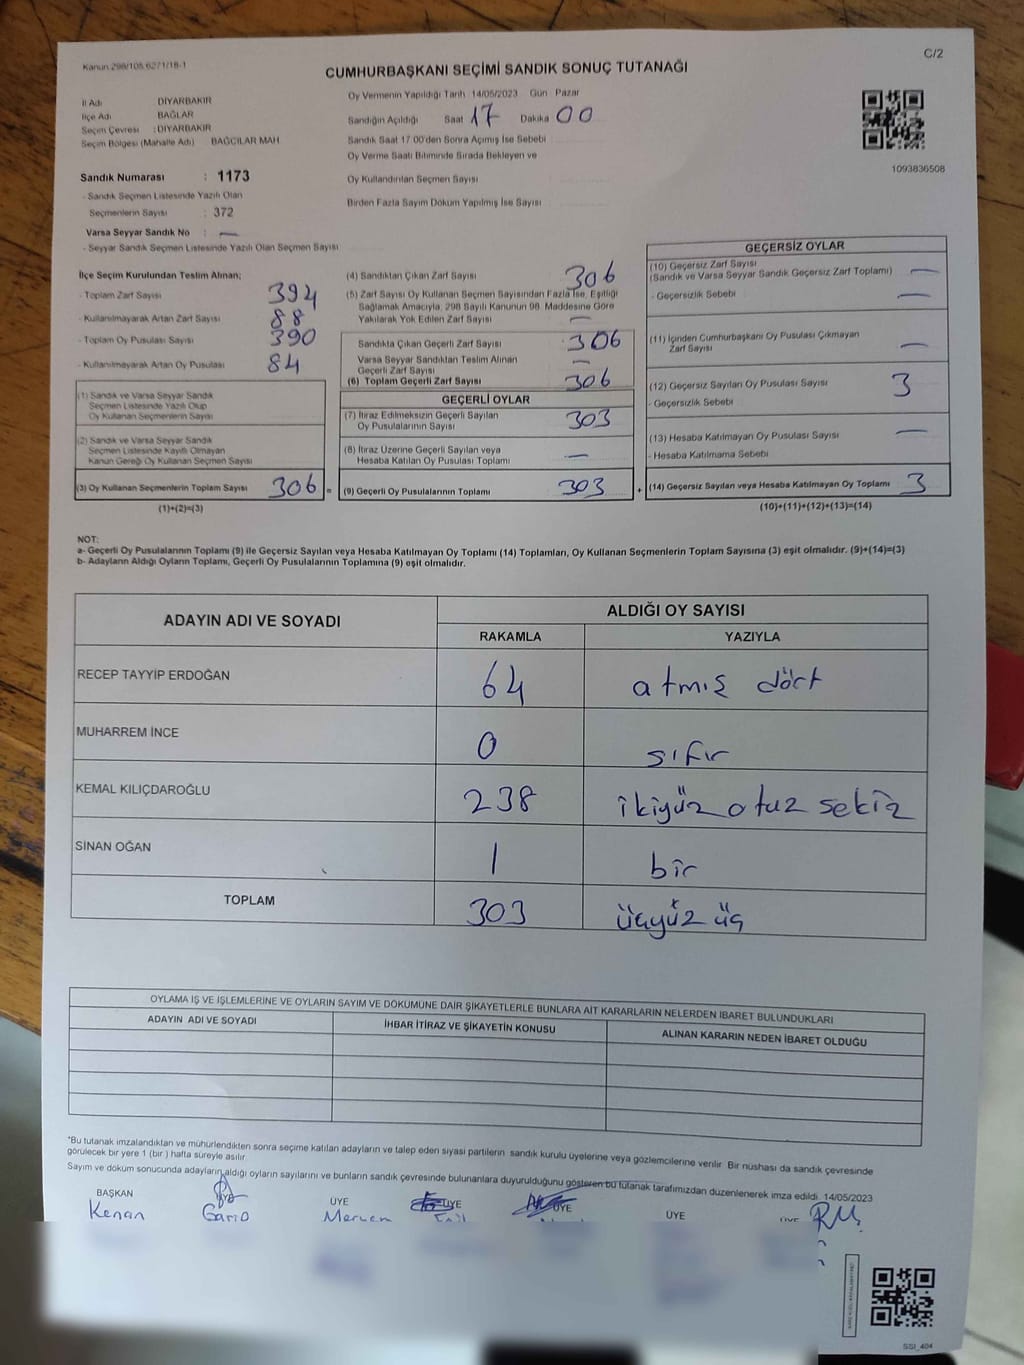 Kanun 298/105 6271/18-1
C/2
CUMHURBAŞKANI SEÇİMİ SANDIK SONUÇ TUTANAĞI
İl Adı DİYARBAKIR
İlçe Adı BAĞLAR
Seçim Çevresi : DİYARBAKIR
Seçim Bölgesi (Mahalle Adı) BAĞCILAR MAH
Sandık Numarası : 1173
- Sandık Seçmen Listesinde Yazılı Olan
Seçmenlerin Sayısı : 372
Varsa Seyyar Sandık No : —
- Seyyar Sandık Seçmen Listesinde Yazılı Olan Seçmen Sayısı
Oy Vermenin Yapıldığı Tarih 14/05/2023 Gün Pazar
Sandığın Açıldığı Saat 17 Dakika 00
Sandık Saat 17.00'den Sonra Açımış İse Sebebi
Oy Verme Saati Bitiminde Sırada Bekleyen ve
Oy Kullandırılan Seçmen Sayısı
Birden Fazla Sayım Döküm Yapılmış İse Sayısı
1093836508
İlçe Seçim Kurulundan Teslim Alınan;
- Toplam Zarf Sayısı 394
- Kullanılmayarak Artan Zarf Sayısı 88
- Toplam Oy Pusulası Sayısı 390
- Kullanılmayarak Artan Oy Pusulası 84
(1) Sandık ve Varsa Seyyar Sandık
Seçmen Listesinde Yazılı Olup
Oy Kullanan Seçmenlerin Sayısı
(2) Sandık ve Varsa Seyyar Sandık
Seçmen Listesinde Kayıtlı Olmayan
Kanun Gereği Oy Kullanan Seçmen Sayısı
(3) Oy Kullanan Seçmenlerin Toplam Sayısı 306 =
(1)+(2)=(3)
(4) Sandıktan Çıkan Zarf Sayısı 306
(5) Zarf Sayısı Oy Kullanan Seçmen Sayısından Fazla İse, Eşitliği
Sağlamak Amacıyla, 298 Sayılı Kanunun 98. Maddesine Göre
Yakılarak Yok Edilen Zarf Sayısı —
Sandıkta Çıkan Geçerli Zarf Sayısı 306
Varsa Seyyar Sandıktan Teslim Alınan
Geçerli Zarf Sayısı —
(6) Toplam Geçerli Zarf Sayısı 306
GEÇERLİ OYLAR
(7) İtiraz Edilmeksizin Geçerli Sayılan
Oy Pusulalarının Sayısı 303
(8) İtiraz Üzerine Geçerli Sayılan veya
Hesaba Katılan Oy Pusulası Toplamı —
(9) Geçerli Oy Pusulalarının Toplamı 303 +
GEÇERSİZ OYLAR
(10) Geçersiz Zarf Sayısı
(Sandık ve Varsa Seyyar Sandık Geçersiz Zarf Toplamı) —
- Geçersizlik Sebebi —
(11) İçinden Cumhurbaşkanı Oy Pusulası Çıkmayan
Zarf Sayısı —
(12) Geçersiz Sayılan Oy Pusulası Sayısı 3
- Geçersizlik Sebebi
(13) Hesaba Katılmayan Oy Pusulası Sayısı —
- Hesaba Katılmama Sebebi
(14) Geçersiz Sayılan veya Hesaba Katılmayan Oy Toplamı 3
(10)+(11)+(12)+(13)=(14)
NOT:
a- Geçerli Oy Pusulalarının Toplamı (9) ile Geçersiz Sayılan veya Hesaba Katılmayan Oy Toplamı (14) Toplamları, Oy Kullanan Seçmenlerin Toplam Sayısına (3) eşit olmalıdır. (9)+(14)=(3)
b- Adayların Aldığı Oyların Toplamı, Geçerli Oy Pusulalarının Toplamına (9) eşit olmalıdır.
ADAYIN ADI VE SOYADI
ALDIĞI OY SAYISI
RAKAMLA YAZIYLA
RECEP TAYYİP ERDOĞAN 64 atmış dört
MUHARREM İNCE 0 sıfır
KEMAL KILIÇDAROĞLU 238 ikiyüz otuz sekiz
SİNAN OĞAN 1 bir
TOPLAM 303 üçyüz üç
OYLAMA İŞ VE İŞLEMLERİNE VE OYLARIN SAYIM VE DÖKÜMÜNE DAİR ŞİKAYETLERLE BUNLARA AİT KARARLARIN NELERDEN İBARET BULUNDUKLARI
ADAYIN ADI VE SOYADI İHBAR İTİRAZ VE ŞİKAYETİN KONUSU ALINAN KARARIN NEDEN İBARET OLDUĞU
*Bu tutanak imzalandıktan ve mühürlendikten sonra seçime katılan adayların ve talep eden siyasi partilerin sandık kurulu üyelerine veya gözlemcilerine verilir. Bir nüshası da sandık çevresinde
görülecek bir yere 1 (bir ) hafta süreyle asılır.
Sayım ve döküm sonucunda adayların aldığı oyların sayılarını ve bunların sandık çevresinde bulunanlara duyurulduğunu gösteren bu tutanak tarafımızdan düzenlenerek imza edildi. 14/05/2023
BAŞKAN ÜYE ÜYE ÜYE ÜYE ÜYE ÜYE
Kenan
SSI_404